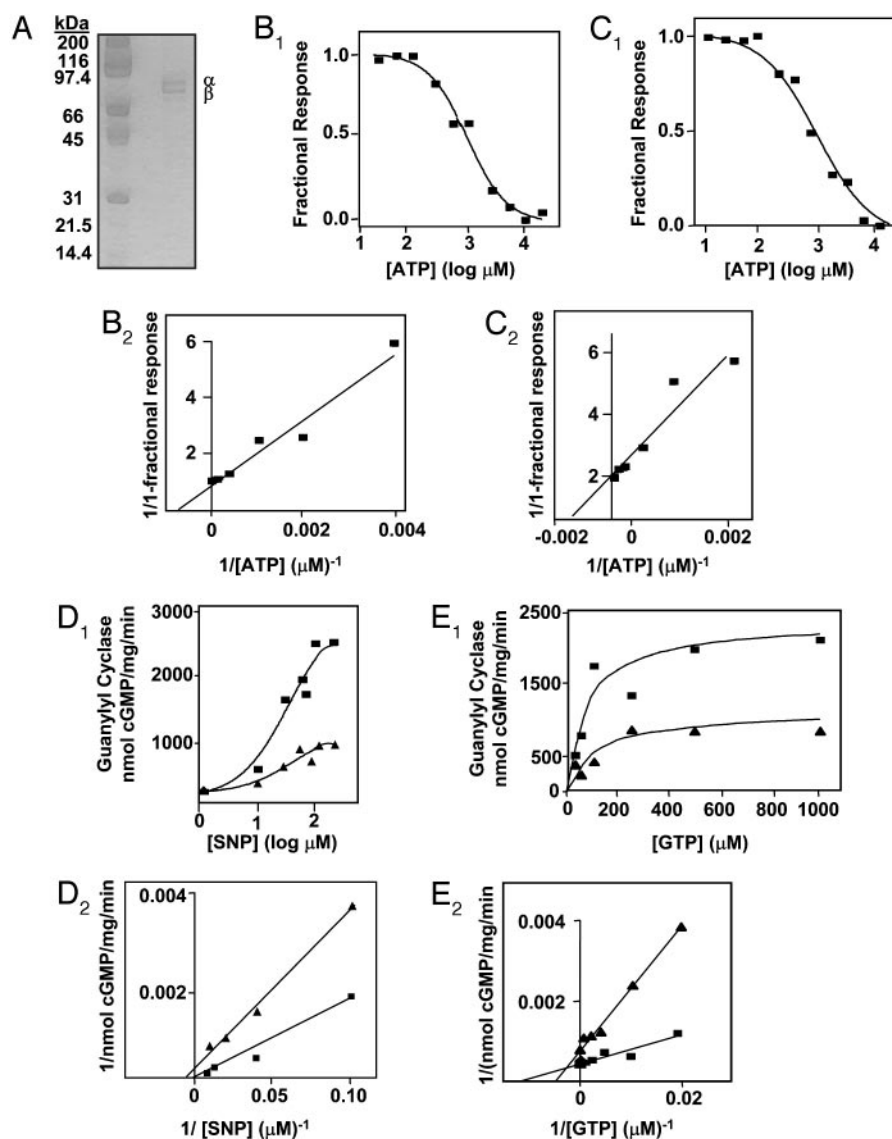 A
kDa
200
116
97.4
66
45
31
21.5
14.4
α
β
B1
Fractional Response
1.0
0.5
0.0
1 2 3 4
[ATP] (log μM)
C1
Fractional Response
1.0
0.5
0.0
1 2 3 4
[ATP] (log μM)
B2
1/1-fractional response
6
4
2
0 0.002 0.004
1/[ATP] (μM)-1
C2
1/1-fractional response
6
4
2
-0.002 0 0.002
1/[ATP] (μM)-1
D1
Guanylyl Cyclase
nmol cGMP/mg/min
3000
2000
1000
0 1 2
[SNP] (log μM)
E1
Guanylyl Cyclase
nmol cGMP/mg/min
2500
1500
500
0
0 200 400 600 800 1000
[GTP] (μM)
D2
1/nmol cGMP/mg/min
0.004
0.002
0 0.05 0.10
1/ [SNP] (μM)-1
E2
1/(nmol cGMP/mg/min
0.004
0.002
0 0.02
1/[GTP] (μM)-1